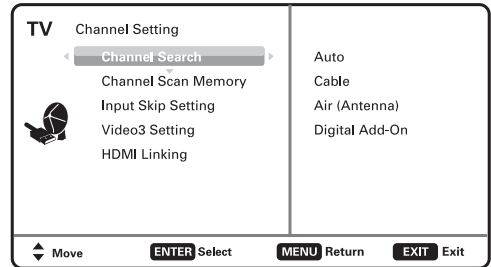 TV Channel Setting
Channel Search
Channel Scan Memory
Input Skip Setting
Video3 Setting
HDMI Linking
Auto
Cable
Air (Antenna)
Digital Add-On
Move ENTER Select MENU Return EXIT Exit